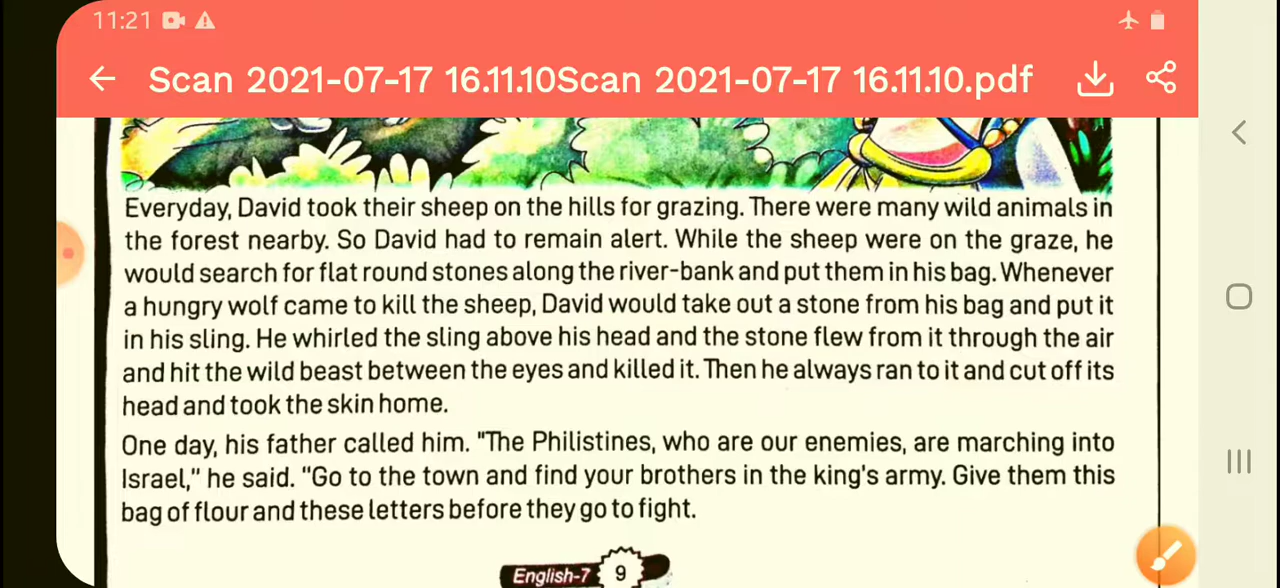 11:21
Scan 2021-07-17 16.11.10Scan 2021-07-17 16.11.10.pdf
Everyday, David took their sheep on the hills for grazing. There were many wild animals in
the forest nearby. So David had to remain alert. While the sheep were on the graze, he
would search for flat round stones along the river-bank and put them in his bag. Whenever
a hungry wolf came to kill the sheep, David would take out a stone from his bag and put it
in his sling. He whirled the sling above his head and the stone flew from it through the air
and hit the wild beast between the eyes and killed it. Then he always ran to it and cut off its
head and took the skin home.
One day, his father called him. "The Philistines, who are our enemies, are marching into
Israel," he said. "Go to the town and find your brothers in the king's army. Give them this
bag of flour and these letters before they go to fight.
English-7 9